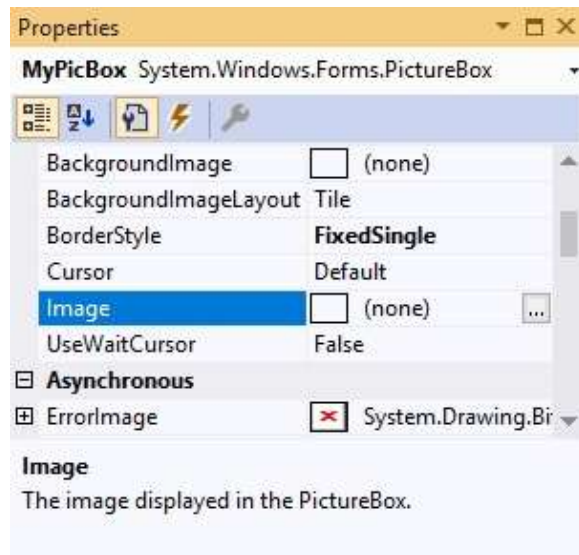 Properties
MyPicBox System.Windows.Forms.PictureBox
BackgroundImage (none)
BackgroundImageLayout Tile
BorderStyle FixedSingle
Cursor Default
Image (none) ...
UseWaitCursor False
Asynchronous
ErrorImage System.Drawing.Bi
Image
The image displayed in the PictureBox.